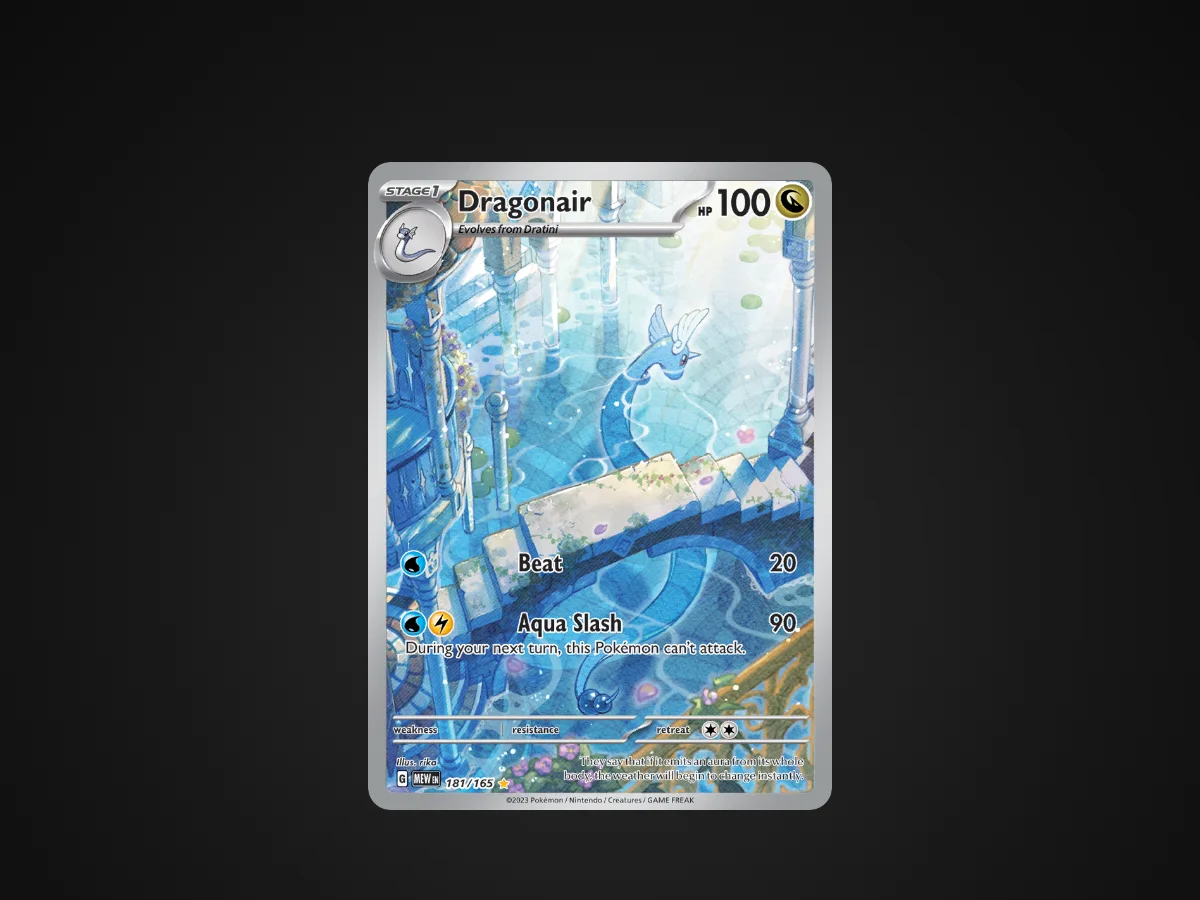 STAGE1
Dragonair
HP 100
Evolves from Dratini
Beat 20
Aqua Slash 90
During your next turn, this Pokémon can't attack.
weakness resistance retreat
Illus. rika
They say that if it emits an aura from its whole
body, the weather will begin to change instantly.
G MEW EN 181/165
©2023 Pokémon / Nintendo / Creatures / GAME FREAK